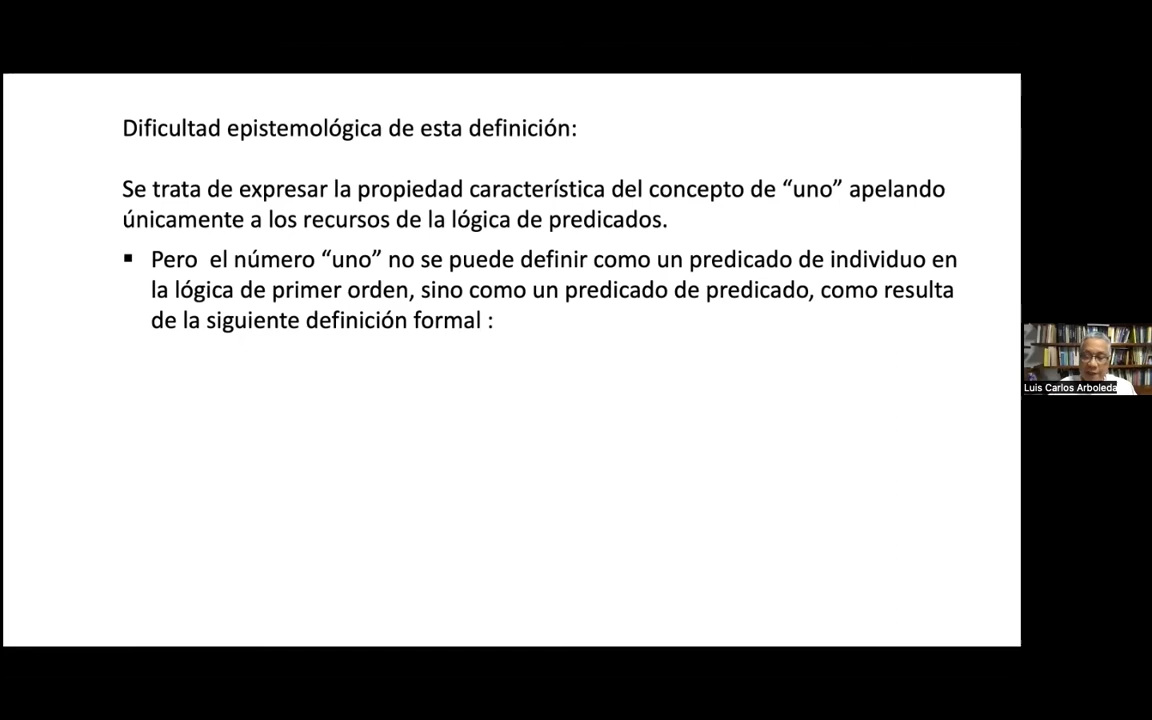 Dificultad epistemológica de esta definición:
Se trata de expresar la propiedad característica del concepto de “uno” apelando
únicamente a los recursos de la lógica de predicados.
▪ Pero el número “uno” no se puede definir como un predicado de individuo en
la lógica de primer orden, sino como un predicado de predicado, como resulta
de la siguiente definición formal :
Luis Carlos Arboleda